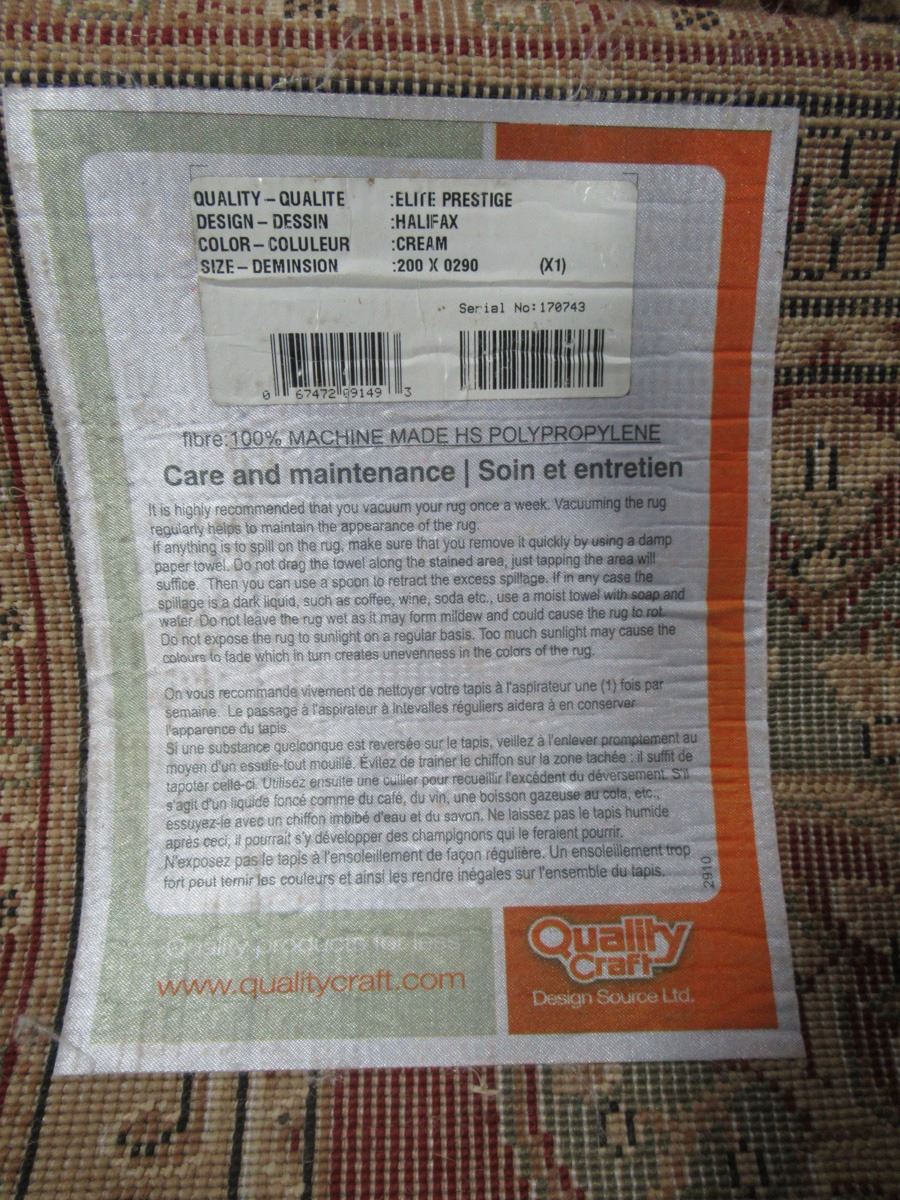 QUALITY – QUALITE :ELITE PRESTIGE
DESIGN – DESSIN :HALIFAX
COLOR – COLULEUR :CREAM
SIZE – DEMINSION :200 X 0290 (X1)
Serial No:170743
0 67472 09149 3
fibre:100% MACHINE MADE HS POLYPROPYLENE
Care and maintenance | Soin et entretien
It is highly recommended that you vacuum your rug once a week. Vacuuming the rug
regularly helps to maintain the appearance of the rug.
If anything is to spill on the rug, make sure that you remove it quickly by using a damp
paper towel. Do not drag the towel along the stained area, just tapping the area will
suffice. Then you can use a spoon to retract the excess spillage. If in any case the
spillage is a dark liquid, such as coffee, wine, soda etc., use a moist towel with soap and
water. Do not leave the rug wet as it may form mildew and could cause the rug to rot.
Do not expose the rug to sunlight on a regular basis. Too much sunlight may cause the
colours to fade which in turn creates unevenness in the colors of the rug.
On vous recommande vivement de nettoyer votre tapis à l'aspirateur une (1) fois par
semaine. Le passage à l'aspirateur à Intevalles réguliers aidera à en conserver
l'apparence du tapis.
Si une substance quelconque est reversée sur le tapis, veillez à l'enlever promptement au
moyen d'un essuie-tout mouillé. Évitez de trainer le chiffon sur la zone tachée : il suffit de
tapoter celle-ci. Utilisez ensuite une cuiller pour recueillir l'excédent du déversement. S'il
s'agit d'un liquide foncé comme du café, du vin, une boisson gazeuse au cola, etc.,
essuyez-le avec un chiffon imbibé d'eau et du savon. Ne laissez pas le tapis humide
après ceci, il pourrait s'y développer des champignons qui le feraient pourrir.
N'exposez pas le tapis à l'ensoleillement de façon régulière. Un ensoleillement trop
fort peut ternir les couleurs et ainsi les rendre inégales sur l'ensemble du tapis.
2910
Quality products for
www.qualitycraft.com
Quality
Craft
Design Source Ltd.